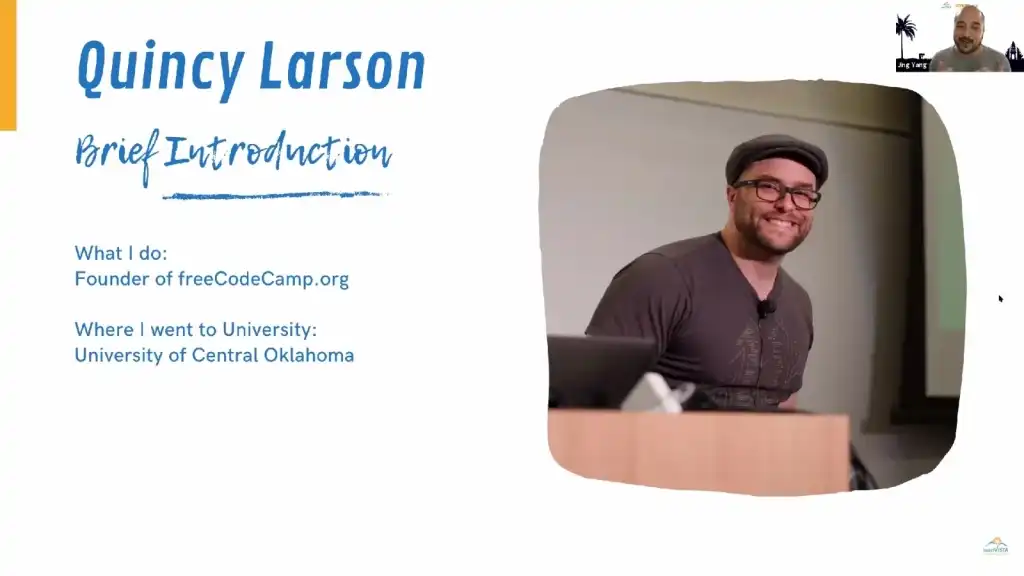 Quincy Larson
Brief Introduction
What I do:
Founder of freeCodeCamp.org
Where I went to University:
University of Central Oklahoma
Jing Yang